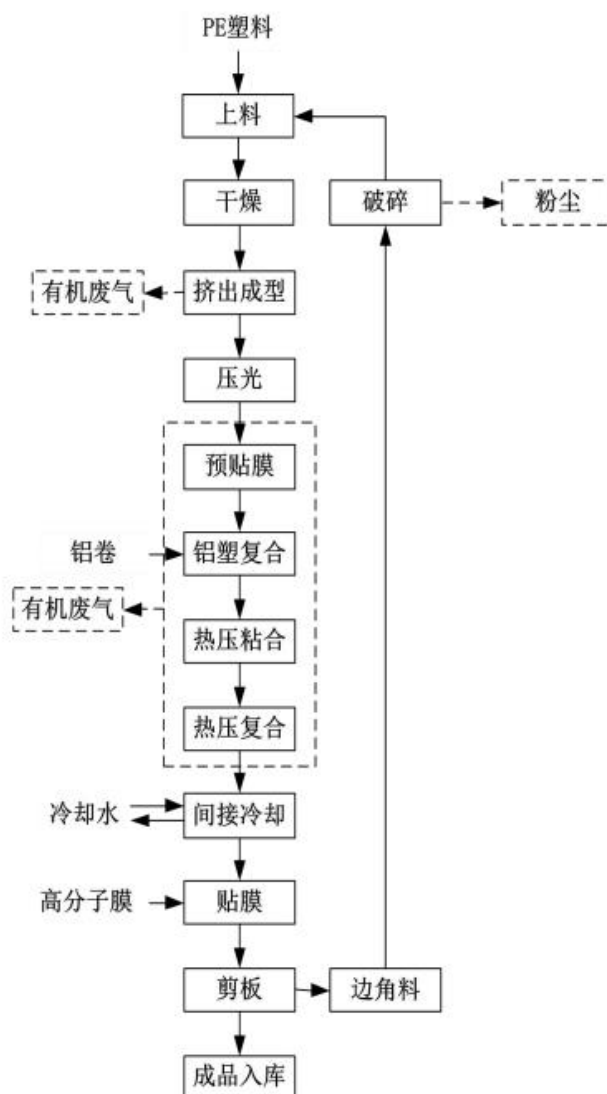 PE塑料
上料
干燥
破碎
粉尘
有机废气
挤出成型
压光
预贴膜
铝卷
铝塑复合
有机废气
热压粘合
热压复合
冷却水
间接冷却
高分子膜
贴膜
剪板
边角料
成品入库